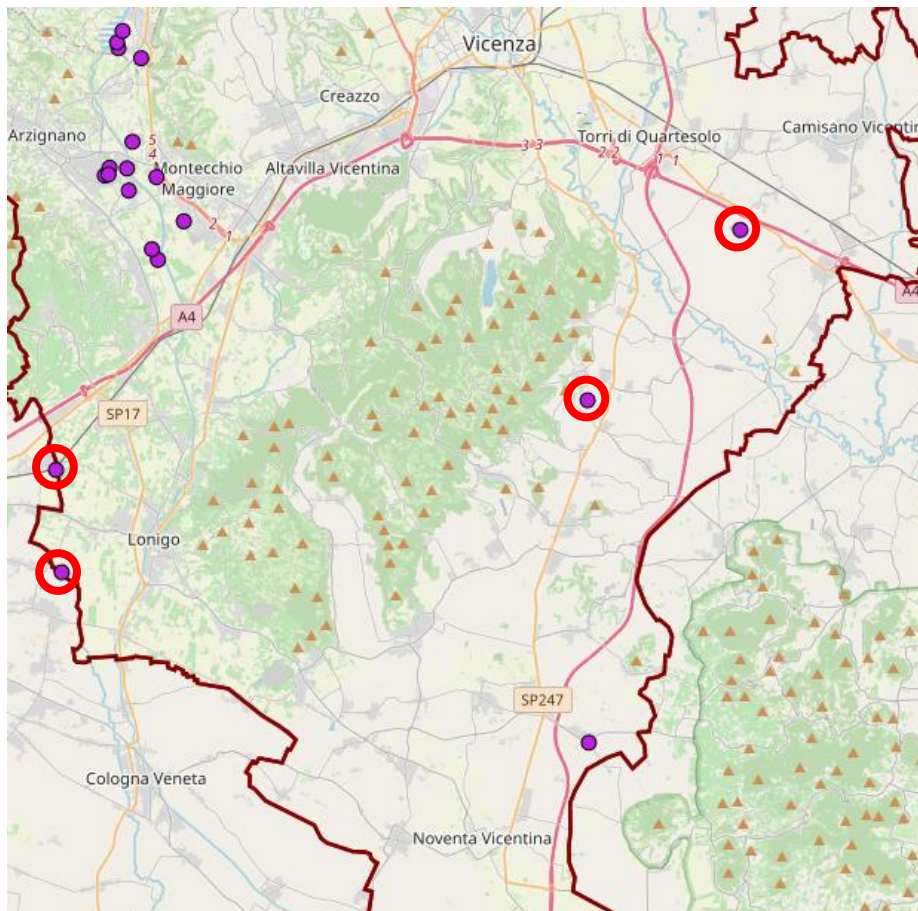 Vicenza
Creazzo
Arzignano
5
4
3 3
2 2
Torri di Quartesolo
1 1
Camisano Vicentin
Montecchio
Maggiore
Altavilla Vicentina
2 1
A4
A4
SP17
Lonigo
SP247
Cologna Veneta
Noventa Vicentina